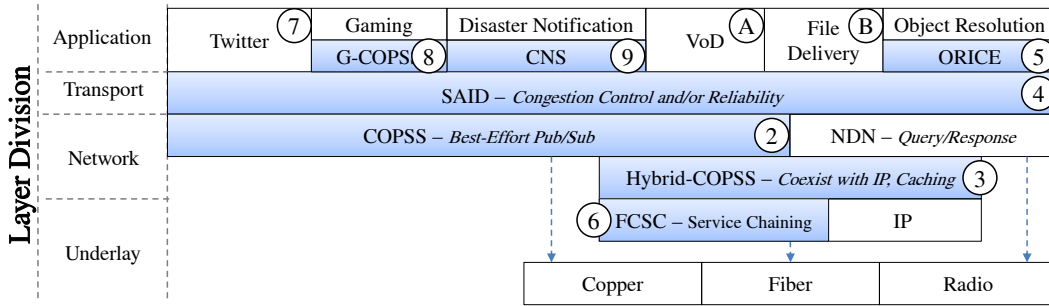 Layer Division
Application
Twitter
7
Gaming
G-COPS
8
Disaster Notification
CNS
9
VoD
A
File
Delivery
B
Object Resolution
ORICE
5
Transport
SAID – Congestion Control and/or Reliability
4
Network
COPSS – Best-Effort Pub/Sub
2
NDN – Query/Response
Hybrid-COPSS – Coexist with IP, Caching
3
Underlay
6
FCSC – Service Chaining
IP
Copper
Fiber
Radio